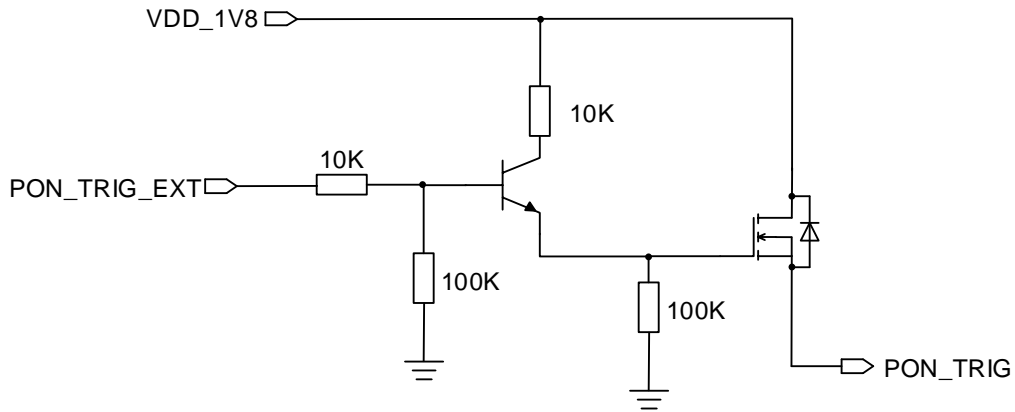 VDD_1V8
10K
10K
PON_TRIG_EXT
100K
100K
PON_TRIG